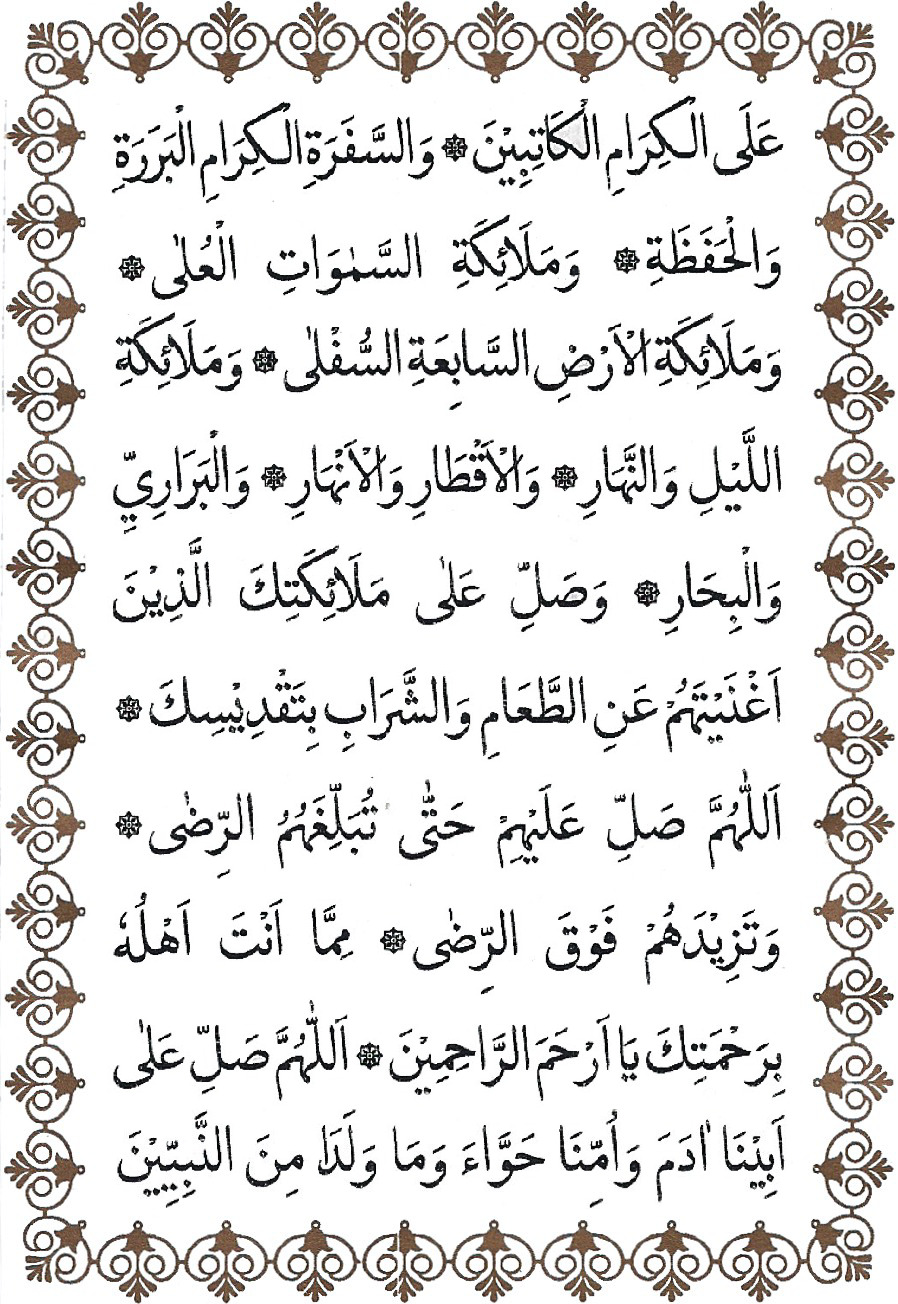 عَلَى الْكِرَامِ الْكَاتِبِيْنَ ۞ وَالسَّفَرَةِ الْكِرَامِ الْبَرَرَةِ
وَالْحَفَظَةِ ۞ وَمَلَائِكَةِ السَّمٰوَاتِ الْعُلٰى ۞
وَمَلَائِكَةِ الْاَرْضِ السَّابِعَةِ السُّفْلٰى ۞ وَمَلَائِكَةِ
اللَّيْلِ وَالنَّهَارِ ۞ وَالْاَقْطَارِ وَالْاَنْهَارِ ۞ وَالْبَرَارِيِّ
وَالْبِحَارِ ۞ وَصَلِّ عَلٰى مَلَائِكَتِكَ الَّذِيْنَ
اَغْنَيْتَهُمْ عَنِ الطَّعَامِ وَالشَّرَابِ بِتَقْدِيْسِكَ ۞
اَللّٰهُمَّ صَلِّ عَلَيْهِمْ حَتّٰى تُبَلِّغَهُمُ الرِّضٰى ۞
وَتَزِيْدَهُمْ فَوْقَ الرِّضٰى ۞ مِمَّا اَنْتَ اَهْلُهٗ
بِرَحْمَتِكَ يَا اَرْحَمَ الرَّاحِمِيْنَ ۞ اَللّٰهُمَّ صَلِّ عَلٰى
اَبِيْنَا اٰدَمَ وَاُمِّنَا حَوَّاءَ وَمَا وَلَدَا مِنَ النَّبِيّٖيْنَ